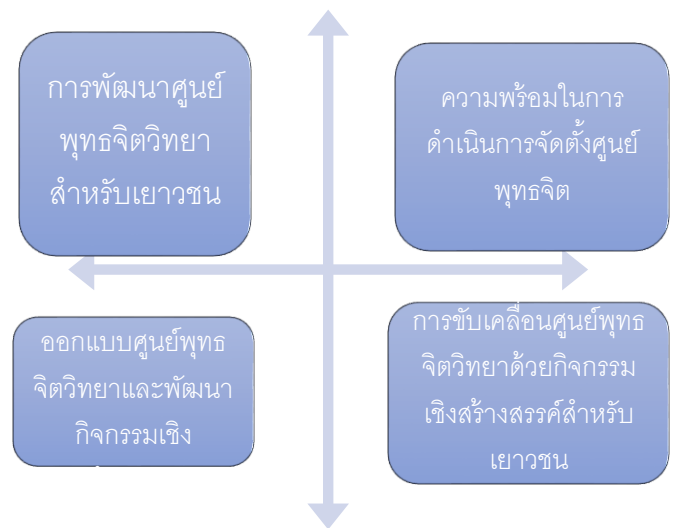 การพัฒนาศูนย์
พุทธจิตวิทยา
สำหรับเยาวชน
ความพร้อมในการ
ดำเนินการจัดตั้งศูนย์
พุทธจิต
ออกแบบศูนย์พุทธ
จิตวิทยาและพัฒนา
กิจกรรมเชิง
การขับเคลื่อนศูนย์พุทธ
จิตวิทยาด้วยกิจกรรม
เชิงสร้างสรรค์สำหรับ
เยาวชน